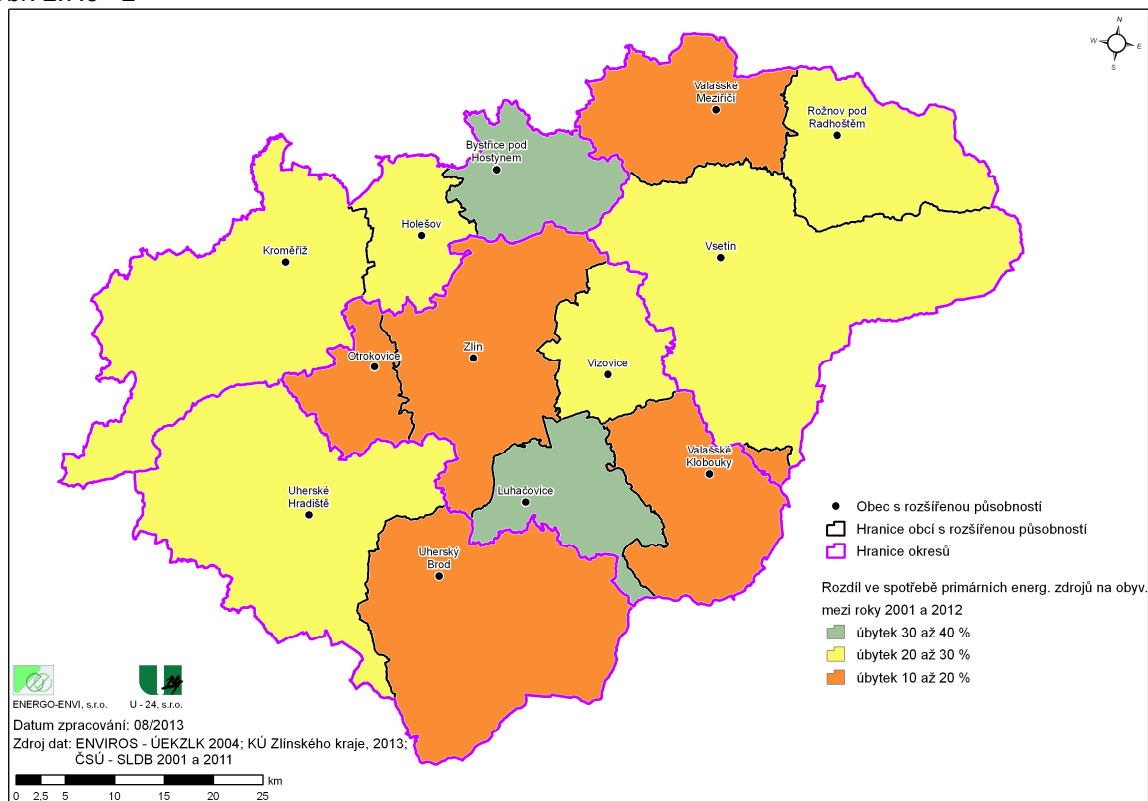 N
W
E
S
Valašské
Meziříčí
Rožnov pod
Radhoštěm
Bystřice pod
Hostýnem
Holešov
Kroměříž
Vsetín
Otrokovice
Zlín
Vizovice
Valašské
Klobouky
Luhačovice
Uherské
Hradiště
Uherský
Brod
Obec s rozšířenou působností
Hranice obcí s rozšířenou působností
Hranice okresů
Rozdíl ve spotřebě primárních energ. zdrojů na obyv.
mezi roky 2001 a 2012
úbytek 30 až 40 %
úbytek 20 až 30 %
úbytek 10 až 20 %
ENERGO-ENVI, s.r.o.
U - 24, s.r.o.
Datum zpracování: 08/2013
Zdroj dat: ENVIROS - ÚEKZLK 2004; KÚ Zlínského kraje, 2013;
ČSÚ - SLDB 2001 a 2011
km
0 2,5 5 10 15 20 25